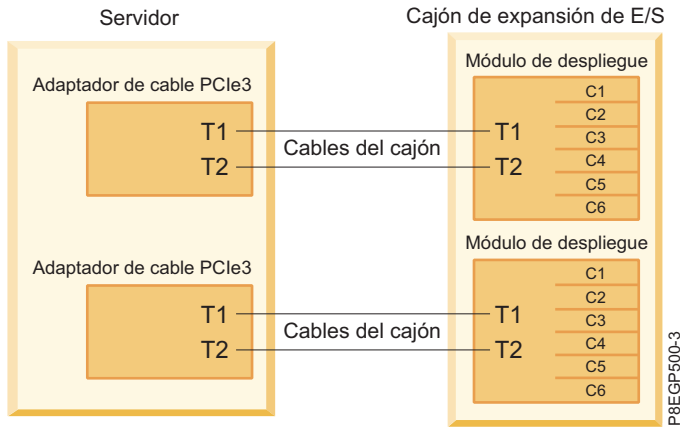 Servidor
Cajón de expansión de E/S
Adaptador de cable PCIe3
T1
T2
Cables del cajón
Módulo de despliegue
T1
T2
C1
C2
C3
C4
C5
C6
Adaptador de cable PCIe3
T1
T2
Cables del cajón
Módulo de despliegue
T1
T2
C1
C2
C3
C4
C5
C6
P8EGP500-3